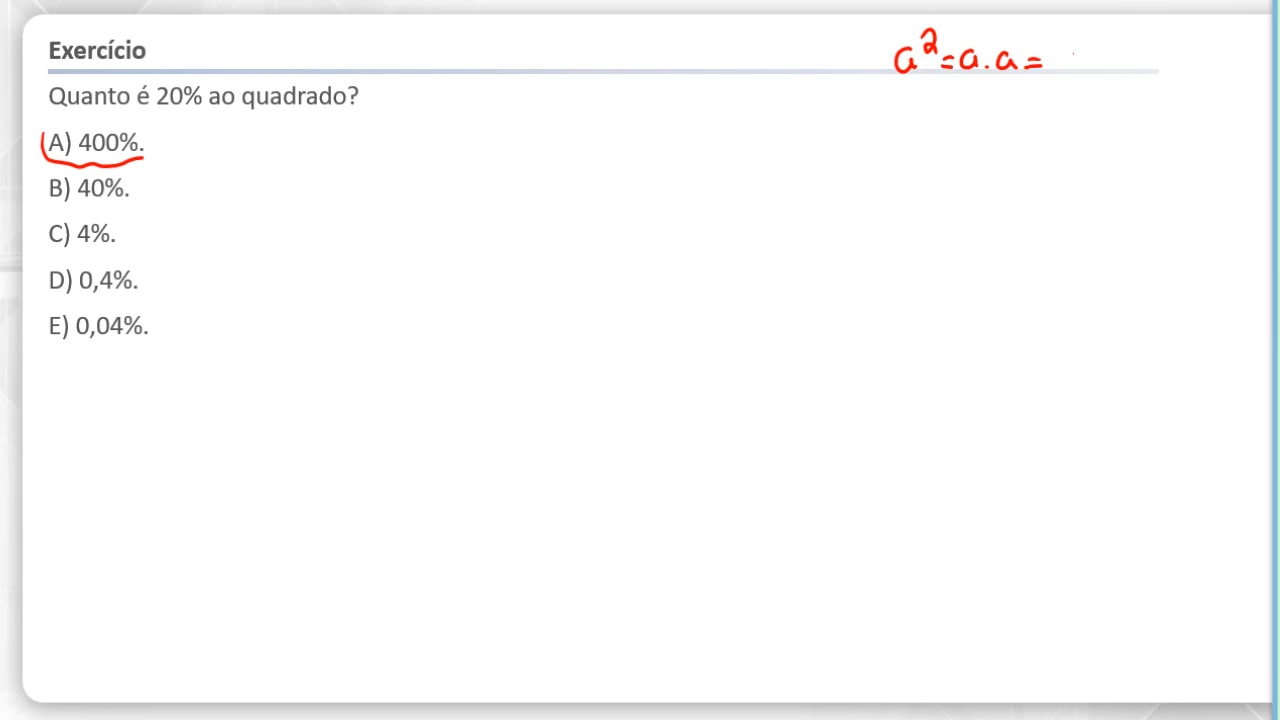 Exercício
a²=a.a=
Quanto é 20% ao quadrado?
A) 400%.
B) 40%.
C) 4%.
D) 0,4%.
E) 0,04%.